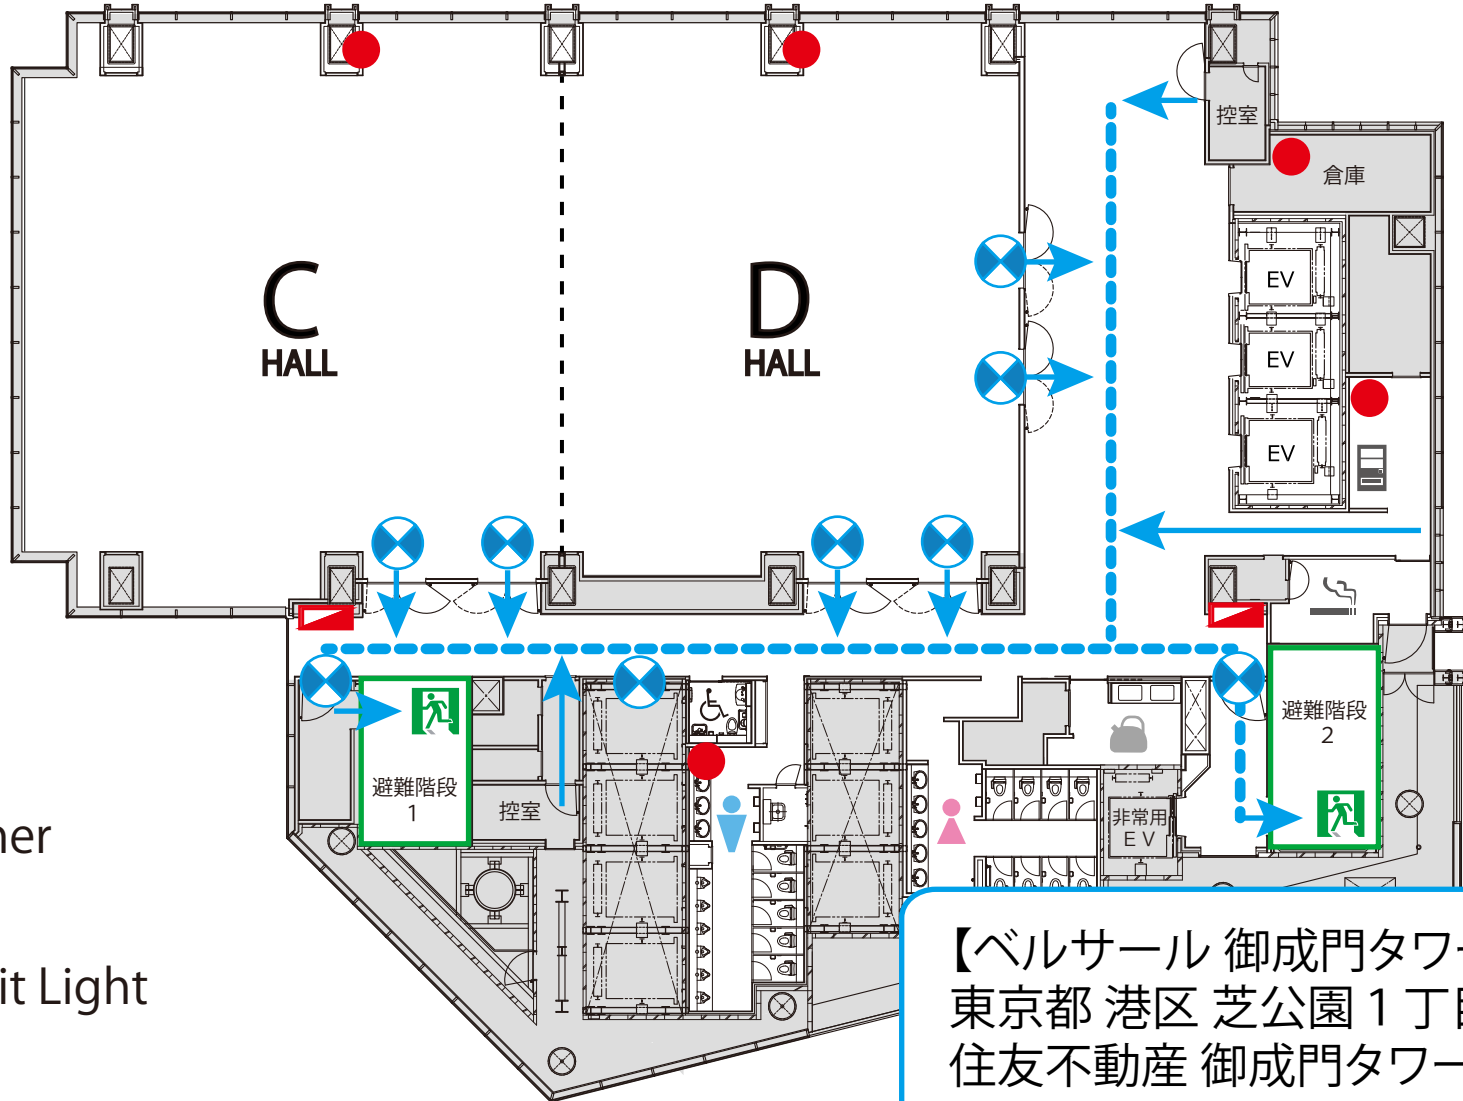 控室
倉庫
C
HALL
D
HALL
EV
EV
EV
避難階段
1
控室
避難階段
2
非常用
EV
ner
it Light
【ベルサール 御成門タワー
東京都 港区 芝公園 1 丁目
住友不動産 御成門タワー